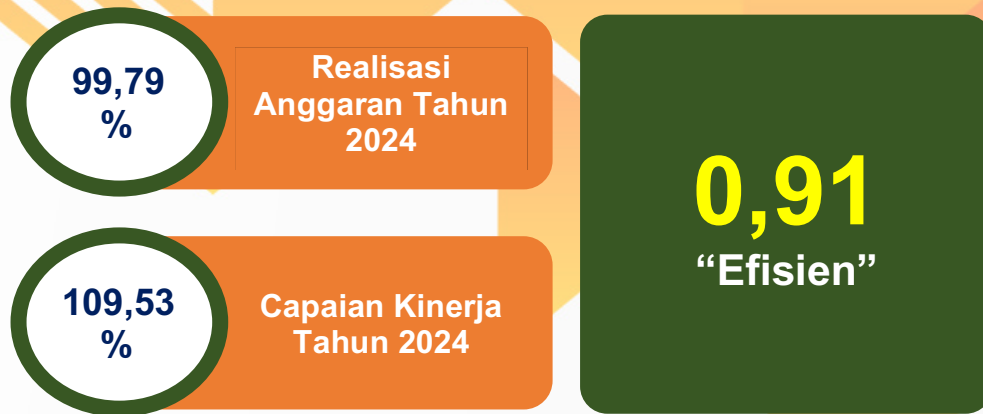 99,79
%
Realisasi
Anggaran Tahun
2024
109,53
%
Capaian Kinerja
Tahun 2024
0,91
“Efisien”